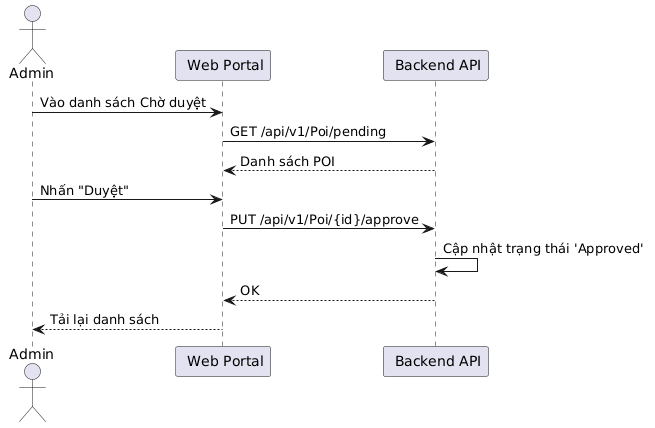 Admin
Web Portal
Backend API
Vào danh sách Chờ duyệt
GET /api/v1/Poi/pending
Danh sách POI
Nhấn "Duyệt"
PUT /api/v1/Poi/{id}/approve
Cập nhật trạng thái 'Approved'
OK
Tải lại danh sách
Admin
Web Portal
Backend API